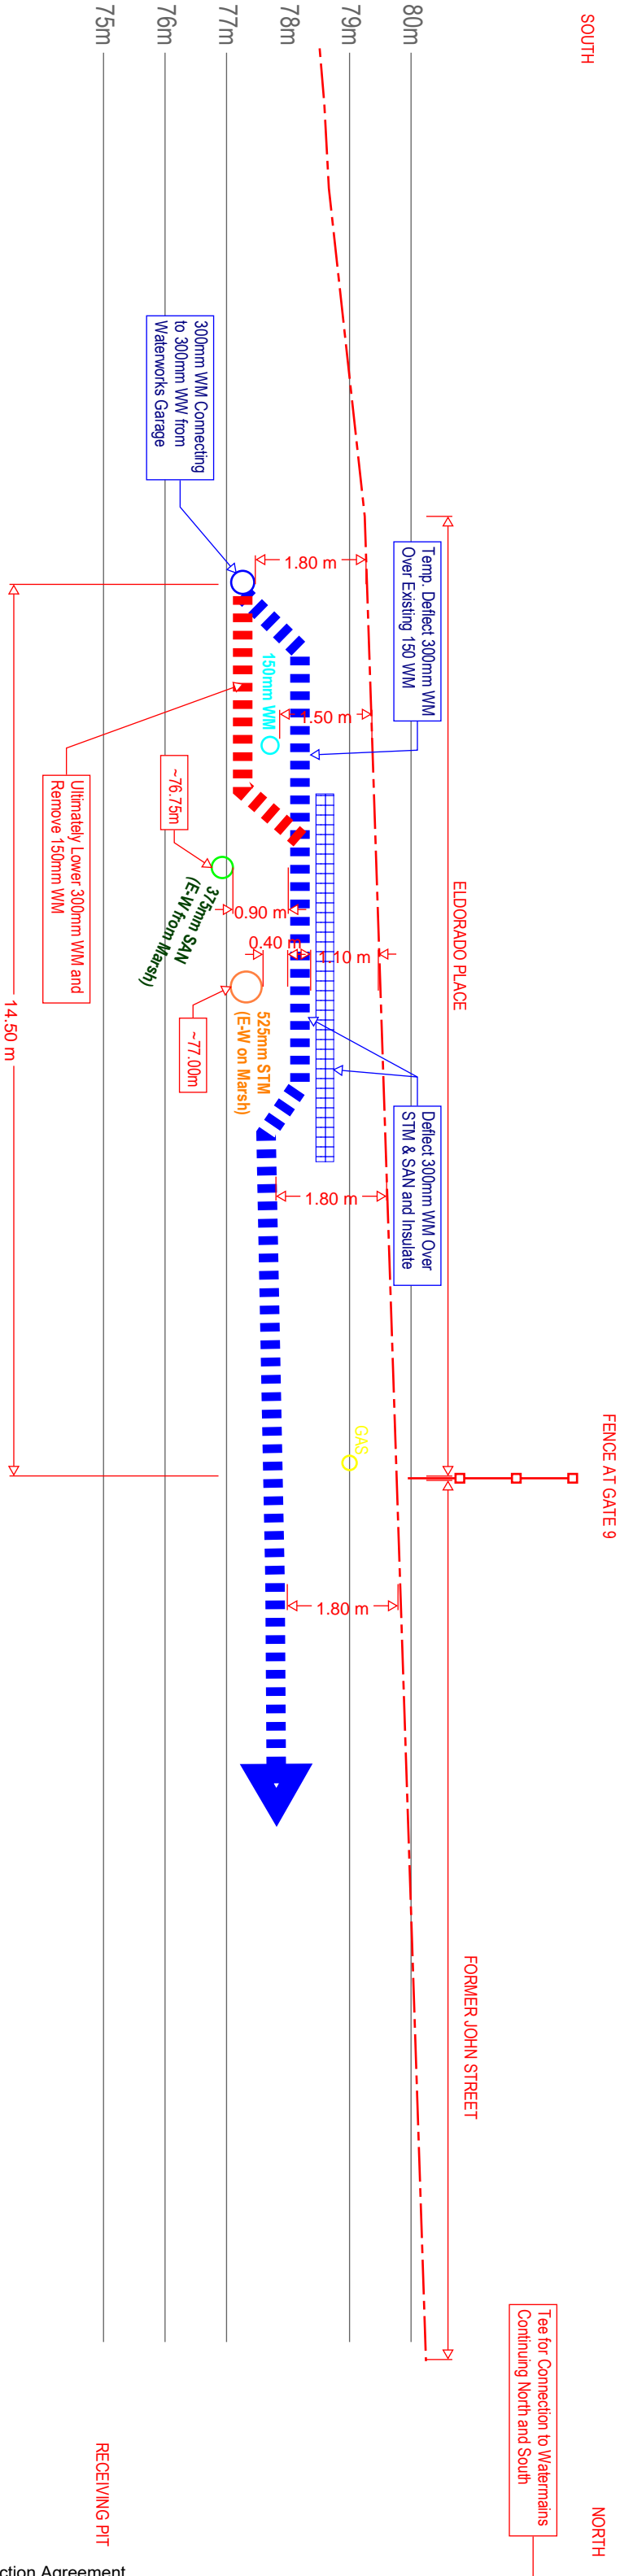 SOUTH
80m
79m
78m
77m
76m
75m
ELDORADO PLACE
FENCE AT GATE 9
FORMER JOHN STREET
Tee for Connection to Watermains
Continuing North and South
NORTH
RECEIVING PIT
300mm WM Connecting
to 300mm WW from
Waterworks Garage
Temp. Deflect 300mm WM
Over Existing 150 WM
1.80 m
150mm WM
1.50 m
Ultimately Lower 300mm WM and
Remove 150mm WM
~76.75m
375mm SAN
(E-W from Marsh)
0.90 m
0.40 m
1.10 m
525mm STM
(E-W on Marsh)
~77.00m
Deflect 300mm WM Over
STM & SAN and Insulate
1.80 m
GAS
1.80 m
14.50 m
ction Agreement